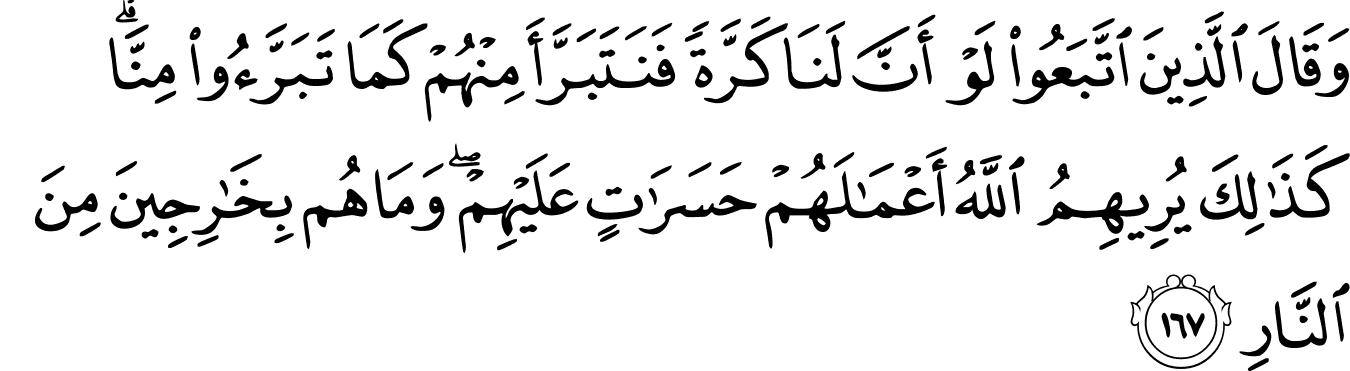 وَقَالَ ٱلَّذِينَ ٱتَّبَعُوا۟ لَوْ أَنَّ لَنَا كَرَّةً فَنَتَبَرَّأَ مِنْهُمْ كَمَا تَبَرَّءُوا۟ مِنَّاۗ
كَذَٰلِكَ يُرِيهِمُ ٱللَّهُ أَعْمَـٰلَهُمْ حَسَرَٰتٍ عَلَيْهِمْۖ وَمَا هُم بِخَـٰرِجِينَ مِنَ
ٱلنَّارِ ١٦٧